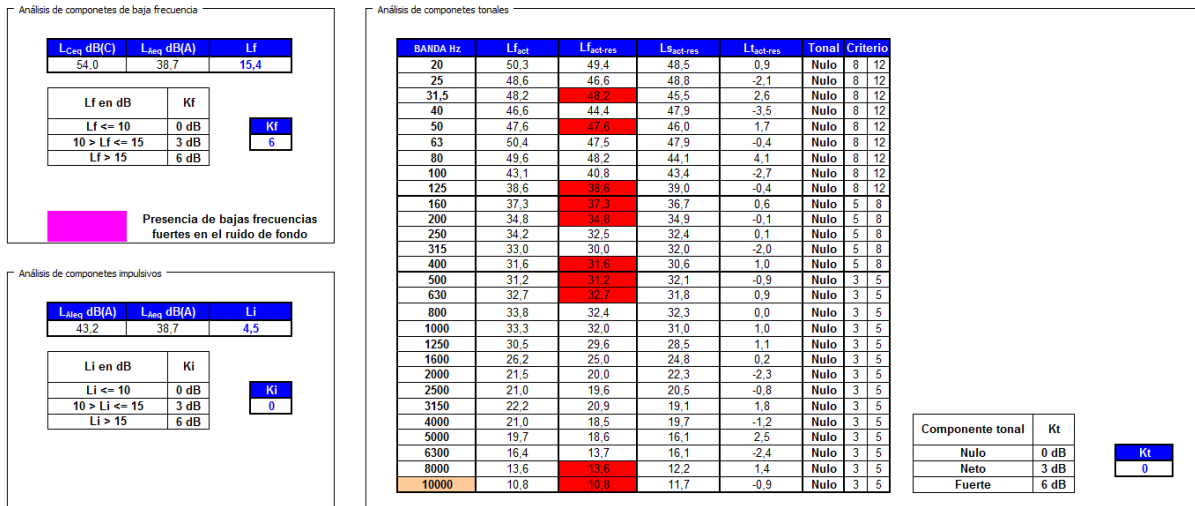 Análisis de componetes de baja frecuencia
LCeq dB(C) LAeq dB(A) Lf
54,0 38,7 15,4
Lf en dB Kf
Lf <= 10 0 dB
10 > Lf <= 15 3 dB
Lf > 15 6 dB
Kf
6
Presencia de bajas frecuencias
fuertes en el ruido de fondo
Análisis de componetes impulsivos
LAIeq dB(A) LAeq dB(A) Li
43,2 38,7 4,5
Li en dB Ki
Li <= 10 0 dB
10 > Li <= 15 3 dB
Li > 15 6 dB
Ki
0
Análisis de componetes tonales
BANDA Hz Lfact Lfact-res Lsact-res Ltact-res Tonal Criterio
20 50,3 49,4 48,5 0,9 Nulo 8 12
25 48,6 46,6 48,8 -2,1 Nulo 8 12
31,5 48,2 48,2 45,5 2,6 Nulo 8 12
40 46,6 44,4 47,9 -3,5 Nulo 8 12
50 47,6 47,6 46,0 1,7 Nulo 8 12
63 50,4 47,5 47,9 -0,4 Nulo 8 12
80 49,6 48,2 44,1 4,1 Nulo 8 12
100 43,1 40,8 43,4 -2,7 Nulo 8 12
125 38,6 38,6 39,0 -0,4 Nulo 8 12
160 37,3 37,3 36,7 0,6 Nulo 5 8
200 34,8 34,8 34,9 -0,1 Nulo 5 8
250 34,2 32,5 32,4 0,1 Nulo 5 8
315 33,0 30,0 32,0 -2,0 Nulo 5 8
400 31,6 31,6 30,6 1,0 Nulo 5 8
500 31,2 31,2 32,1 -0,9 Nulo 3 5
630 32,7 32,7 31,8 0,9 Nulo 3 5
800 33,8 32,4 32,3 0,0 Nulo 3 5
1000 33,3 32,0 31,0 1,0 Nulo 3 5
1250 30,5 29,6 28,5 1,1 Nulo 3 5
1600 26,2 25,0 24,8 0,2 Nulo 3 5
2000 21,5 20,0 22,3 -2,3 Nulo 3 5
2500 21,0 19,6 20,5 -0,8 Nulo 3 5
3150 22,2 20,9 19,1 1,8 Nulo 3 5
4000 21,0 18,5 19,7 -1,2 Nulo 3 5
5000 19,7 18,6 16,1 2,5 Nulo 3 5
6300 16,4 13,7 16,1 -2,4 Nulo 3 5
8000 13,6 13,6 12,2 1,4 Nulo 3 5
10000 10,8 10,8 11,7 -0,9 Nulo 3 5
Componente tonal Kt
Nulo 0 dB
Neto 3 dB
Fuerte 6 dB
Kt
0